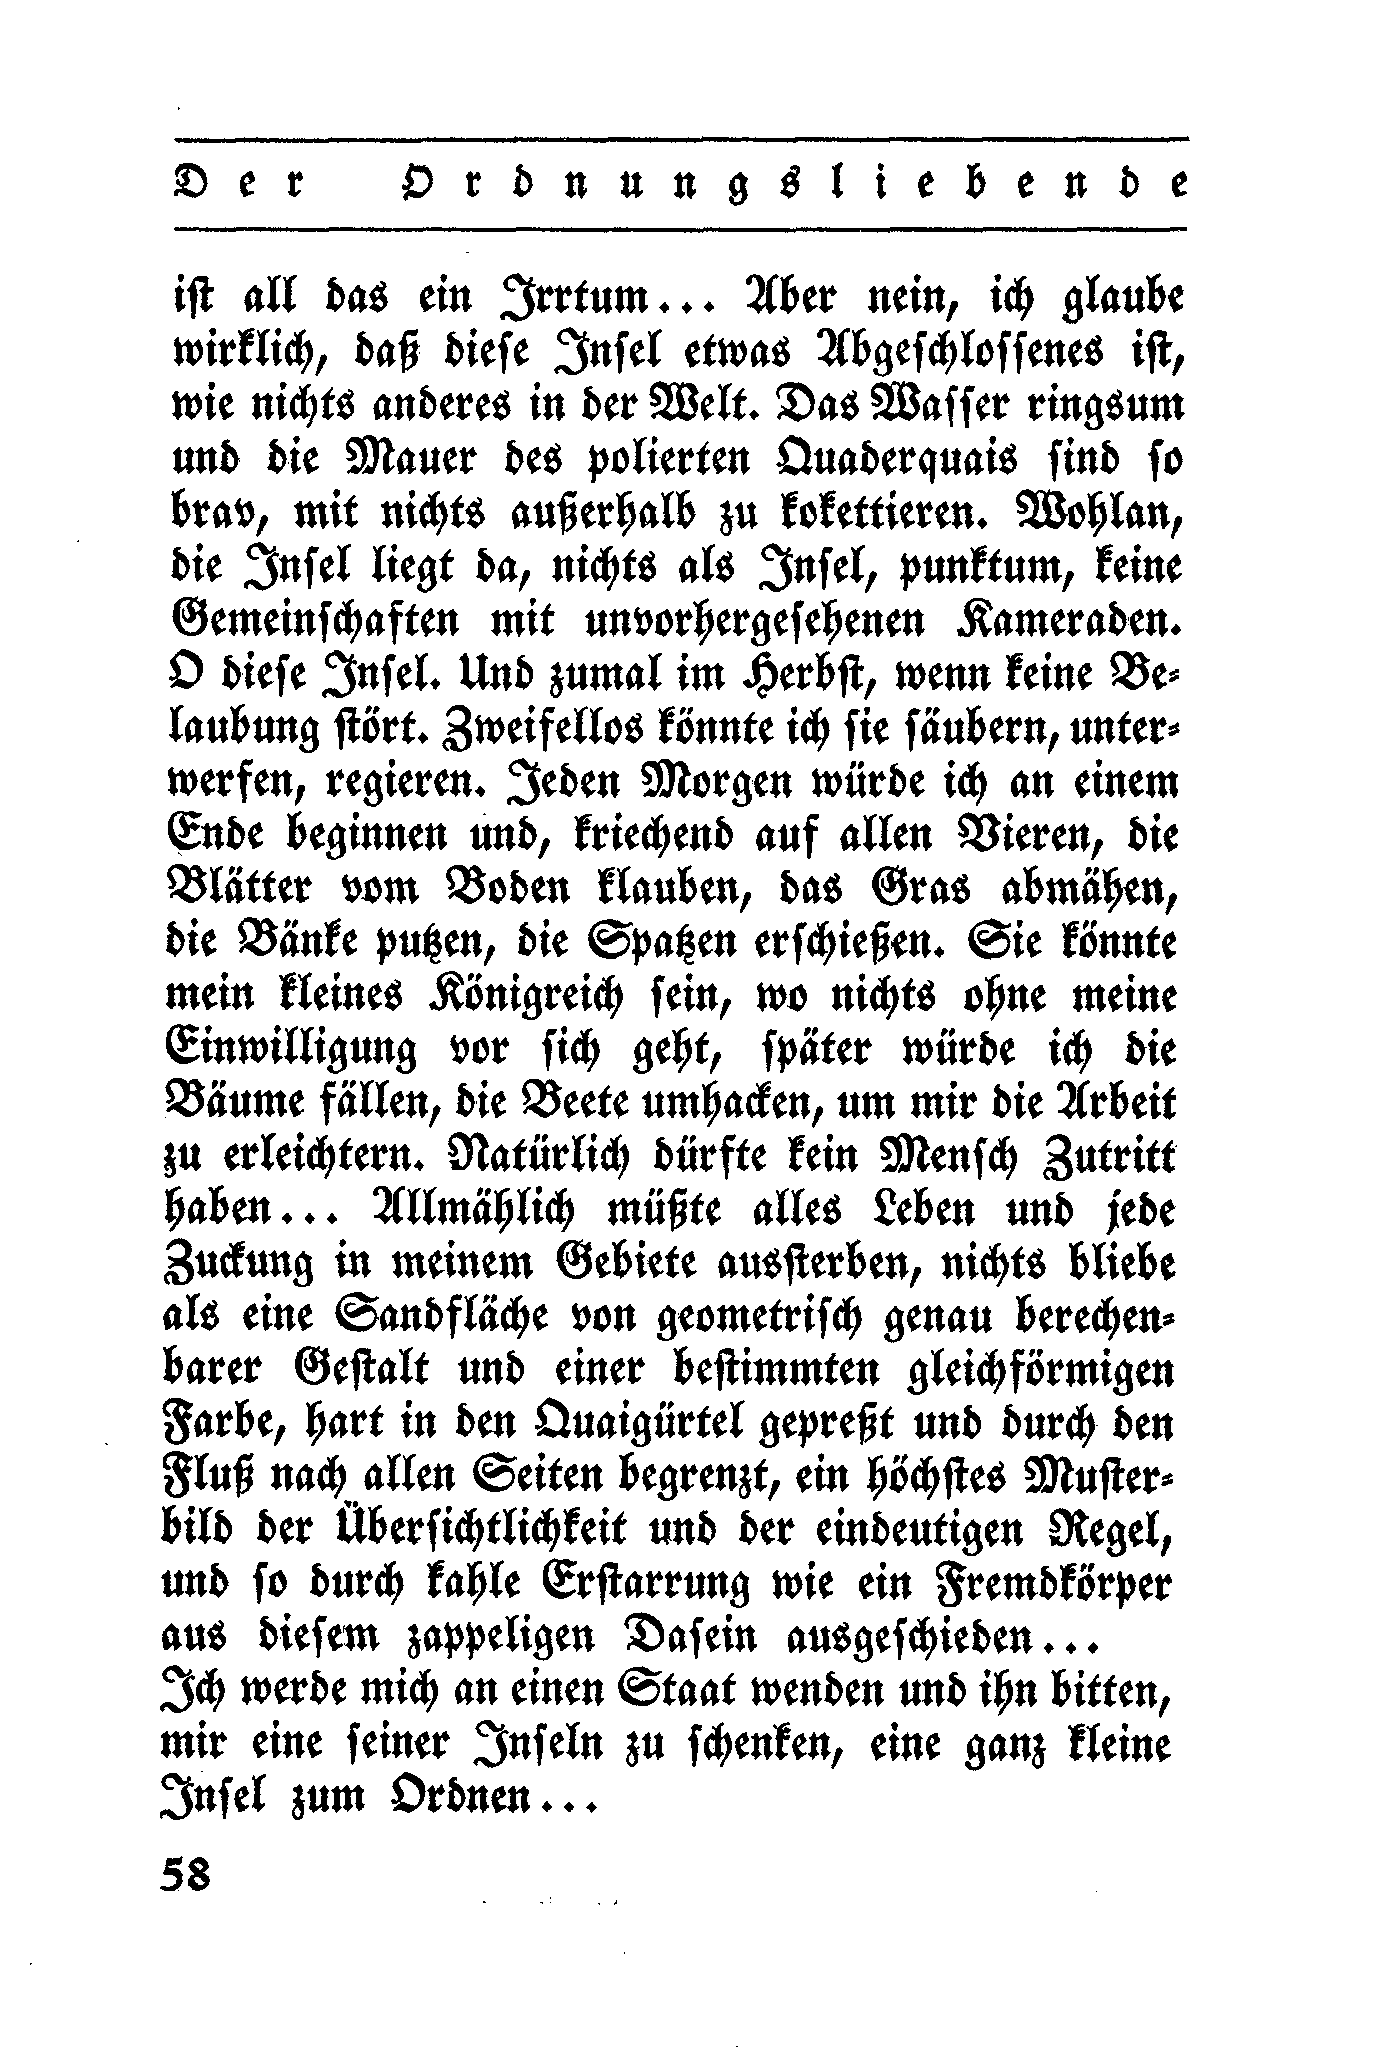 Der Ordnungsliebende
ist all das ein Irrtum... Aber nein, ich glaube
wirklich, daß diese Insel etwas Abgeschlossenes ist,
wie nichts anderes in der Welt. Das Wasser ringsum
und die Mauer des polierten Quaderquais sind so
brav, mit nichts außerhalb zu kokettieren. Wohlan,
die Insel liegt da, nichts als Insel, punktum, keine
Gemeinschaften mit unvorhergesehenen Kameraden.
O diese Insel. Und zumal im Herbst, wenn keine Be-
laubung stört. Zweifellos könnte ich sie säubern, unter-
werfen, regieren. Jeden Morgen würde ich an einem
Ende beginnen und, kriechend auf allen Vieren, die
Blätter vom Boden klauben, das Gras abmähen,
die Bänke putzen, die Spatzen erschießen. Sie könnte
mein kleines Königreich sein, wo nichts ohne meine
Einwilligung vor sich geht, später würde ich die
Bäume fällen, die Beete umhacken, um mir die Arbeit
zu erleichtern. Natürlich dürfte kein Mensch Zutritt
haben... Allmählich müßte alles Leben und jede
Zuckung in meinem Gebiete aussterben, nichts bliebe
als eine Sandfläche von geometrisch genau berechen-
barer Gestalt und einer bestimmten gleichförmigen
Farbe, hart in den Quaigürtel gepreßt und durch den
Fluß nach allen Seiten begrenzt, ein höchstes Muster-
bild der Übersichtlichkeit und der eindeutigen Regel,
und so durch kahle Erstarrung wie ein Fremdkörper
aus diesem zappeligen Dasein ausgeschieden...
Ich werde mich an einen Staat wenden und ihn bitten,
mir eine seiner Inseln zu schenken, eine ganz kleine
Insel zum Ordnen...
58